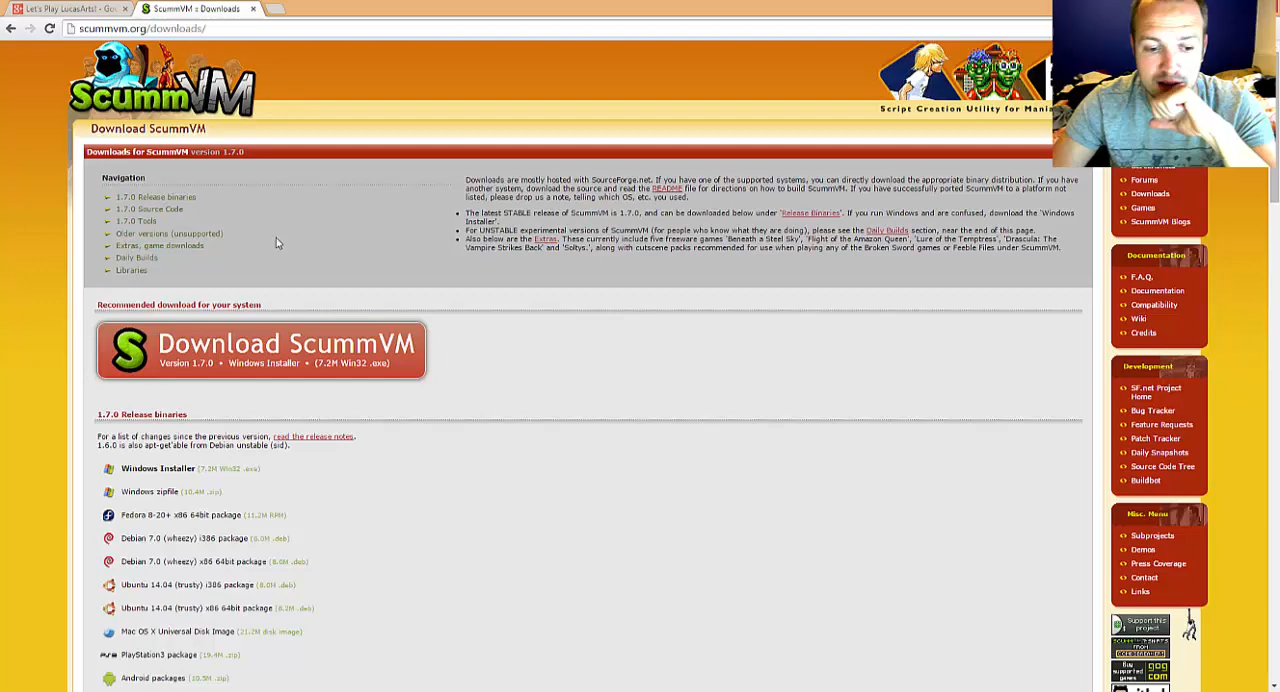 Let's Play LucasArts! - Go
ScummVM :: Downloads
scummvm.org/downloads/
ScummVM
Script Creation Utility for Mania
Download ScummVM
Downloads for ScummVM version 1.7.0
Navigation
1.7.0 Release binaries
1.7.0 Source Code
1.7.0 Tools
Older versions (unsupported)
Extras, game downloads
Daily Builds
Libraries
Downloads are mostly hosted with SourceForge.net. If you have one of the supported systems, you can directly download the appropriate binary distribution. If you have
another system, download the source and read the README file for directions on how to build ScummVM. If you have successfully ported ScummVM to a platform not
listed, please drop us a note, telling which OS, etc. you used.
The latest STABLE release of ScummVM is 1.7.0, and can be downloaded below under 'Release Binaries'. If you run Windows and are confused, download the 'Windows
Installer'.
For UNSTABLE experimental versions of ScummVM (for people who know what they are doing), please see the Daily Builds section, near the end of this page.
Also below are the Extras. These currently include five freeware games 'Beneath a Steel Sky', 'Flight of the Amazon Queen', 'Lure of the Temptress', 'Dracula: The
Vampire Strikes Back' and 'Soltys', along with cutscene packs recommended for use when playing any of the Broken Sword games or Feeble Files under ScummVM.
Recommended download for your system
Download ScummVM
Version 1.7.0 • Windows Installer • (7.2M Win32 .exe)
1.7.0 Release binaries
For a list of changes since the previous version, read the release notes.
1.6.0 is also apt-get'able from Debian unstable (sid).
Windows Installer (7.2M Win32 .exe)
Windows zipfile (10.4M .zip)
Fedora 8-20+ x86 64bit package (11.2M RPM)
Debian 7.0 (wheezy) i386 package (8.0M .deb)
Debian 7.0 (wheezy) x86 64bit package (8.0M .deb)
Ubuntu 14.04 (trusty) i386 package (8.0M .deb)
Ubuntu 14.04 (trusty) x86 64bit package (8.2M .deb)
Mac OS X Universal Disk Image (21.2M disk image)
PlayStation3 package (19.4M .zip)
Android packages (10.5M .zip)
Forums
Downloads
Games
ScummVM Blogs
Documentation
F.A.Q.
Documentation
Compatibility
Wiki
Credits
Development
SF.net Project
Home
Bug Tracker
Feature Requests
Patch Tracker
Daily Snapshots
Source Code Tree
Buildbot
Misc. Menu
Subprojects
Demos
Press Coverage
Contact
Links
Support this
project
Buy
supported
games
gog
com